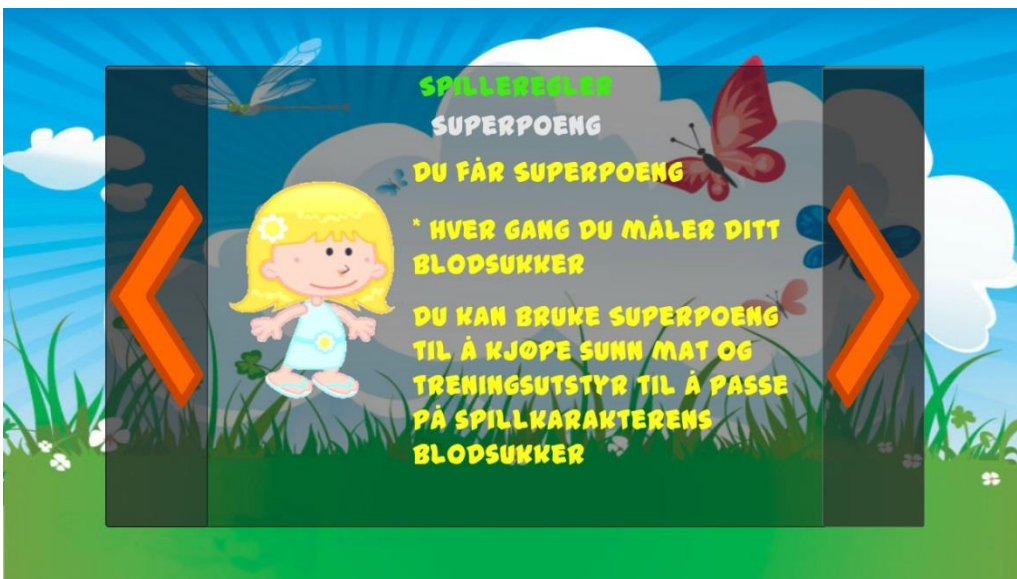 SPILLEREGLER
SUPERPOENG
DU FÅR SUPERPOENG
* HVER GANG DU MÅLER DITT
BLODSUKKER
DU KAN BRUKE SUPERPOENG
TIL Å KJØPE SUNN MAT OG
TRENINGSUTSTYR TIL Å PASSE
PÅ SPILLKARAKTERENS
BLODSUKKER